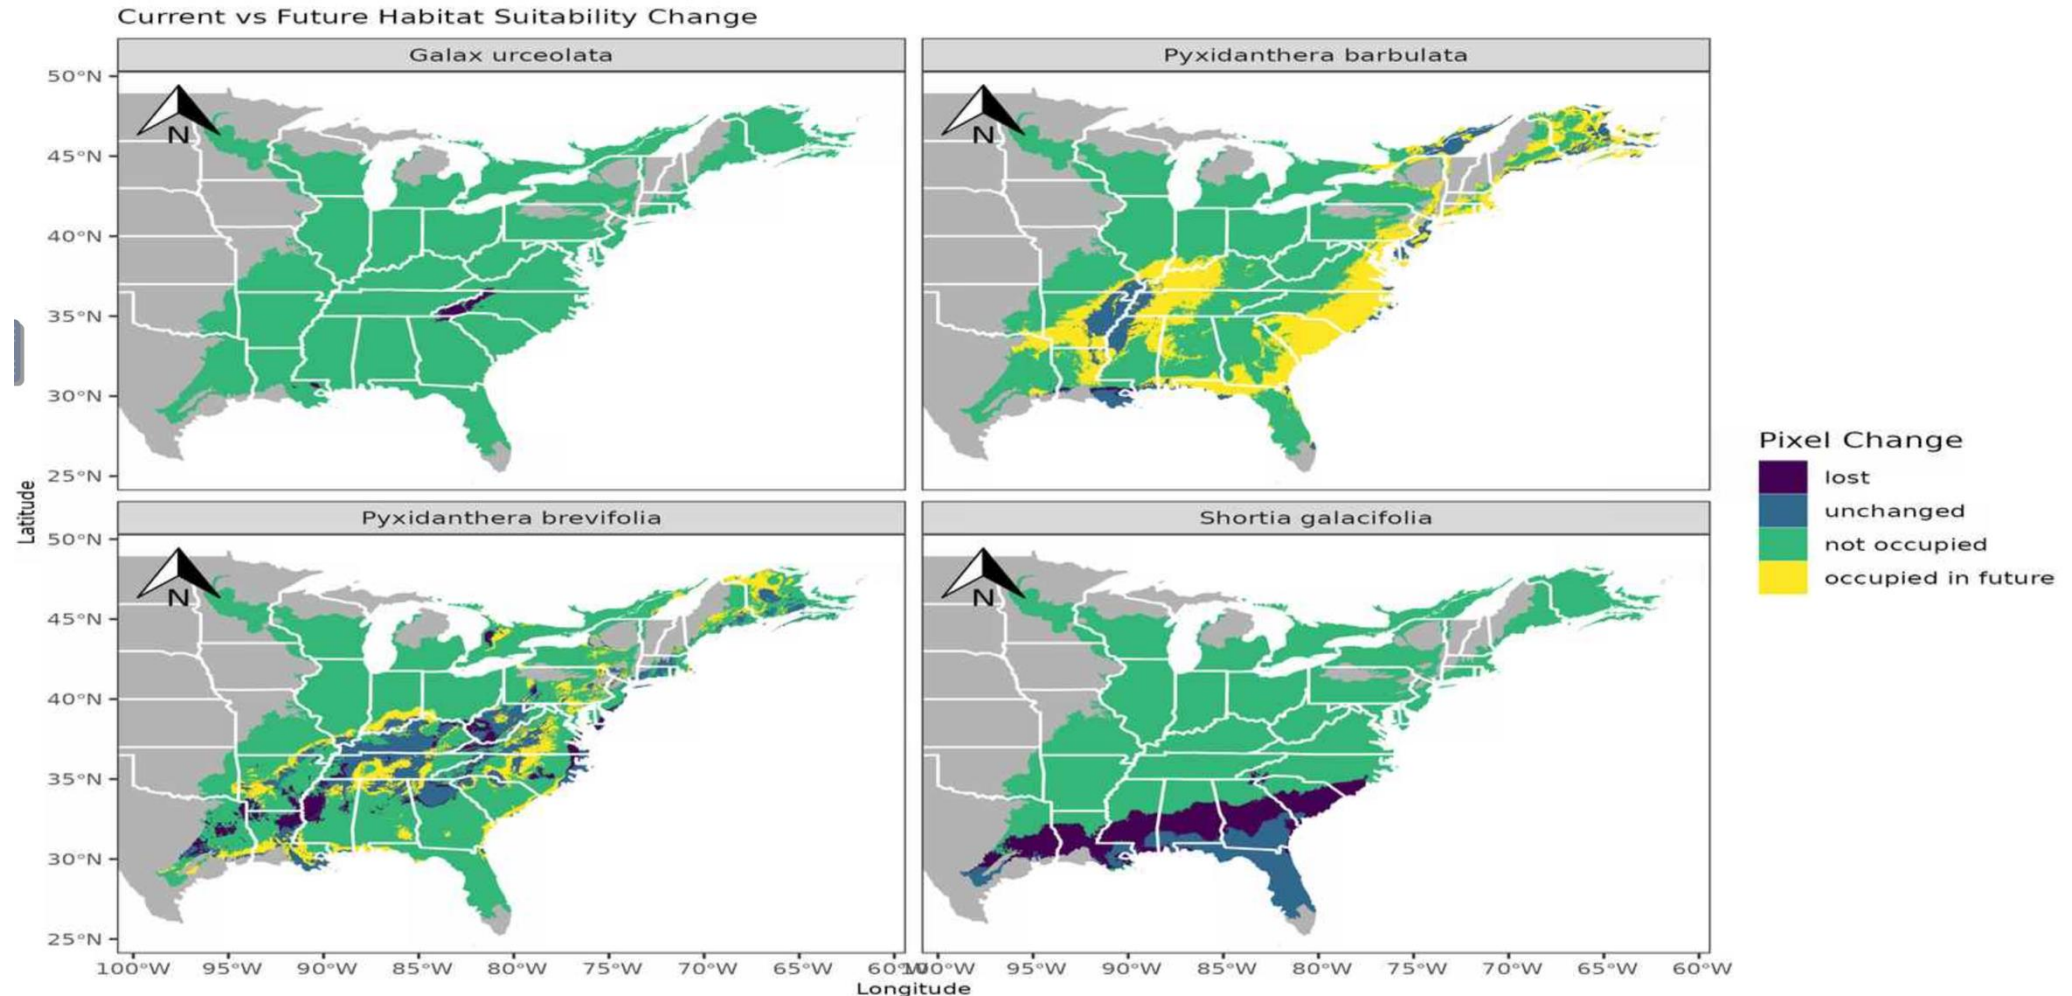 Current vs Future Habitat Suitability Change
Galax urceolata
Pyxidanthera barbulata
50°N
45°N
40°N
35°N
30°N
25°N
N
N
Pyxidanthera brevifolia
Shortia galacifolia
50°N
45°N
40°N
35°N
30°N
25°N
N
N
Latitude
100°W 95°W 90°W 85°W 80°W 75°W 70°W 65°W 60°W
100°W 95°W 90°W 85°W 80°W 75°W 70°W 65°W 60°W
Longitude
Pixel Change
lost
unchanged
not occupied
occupied in future